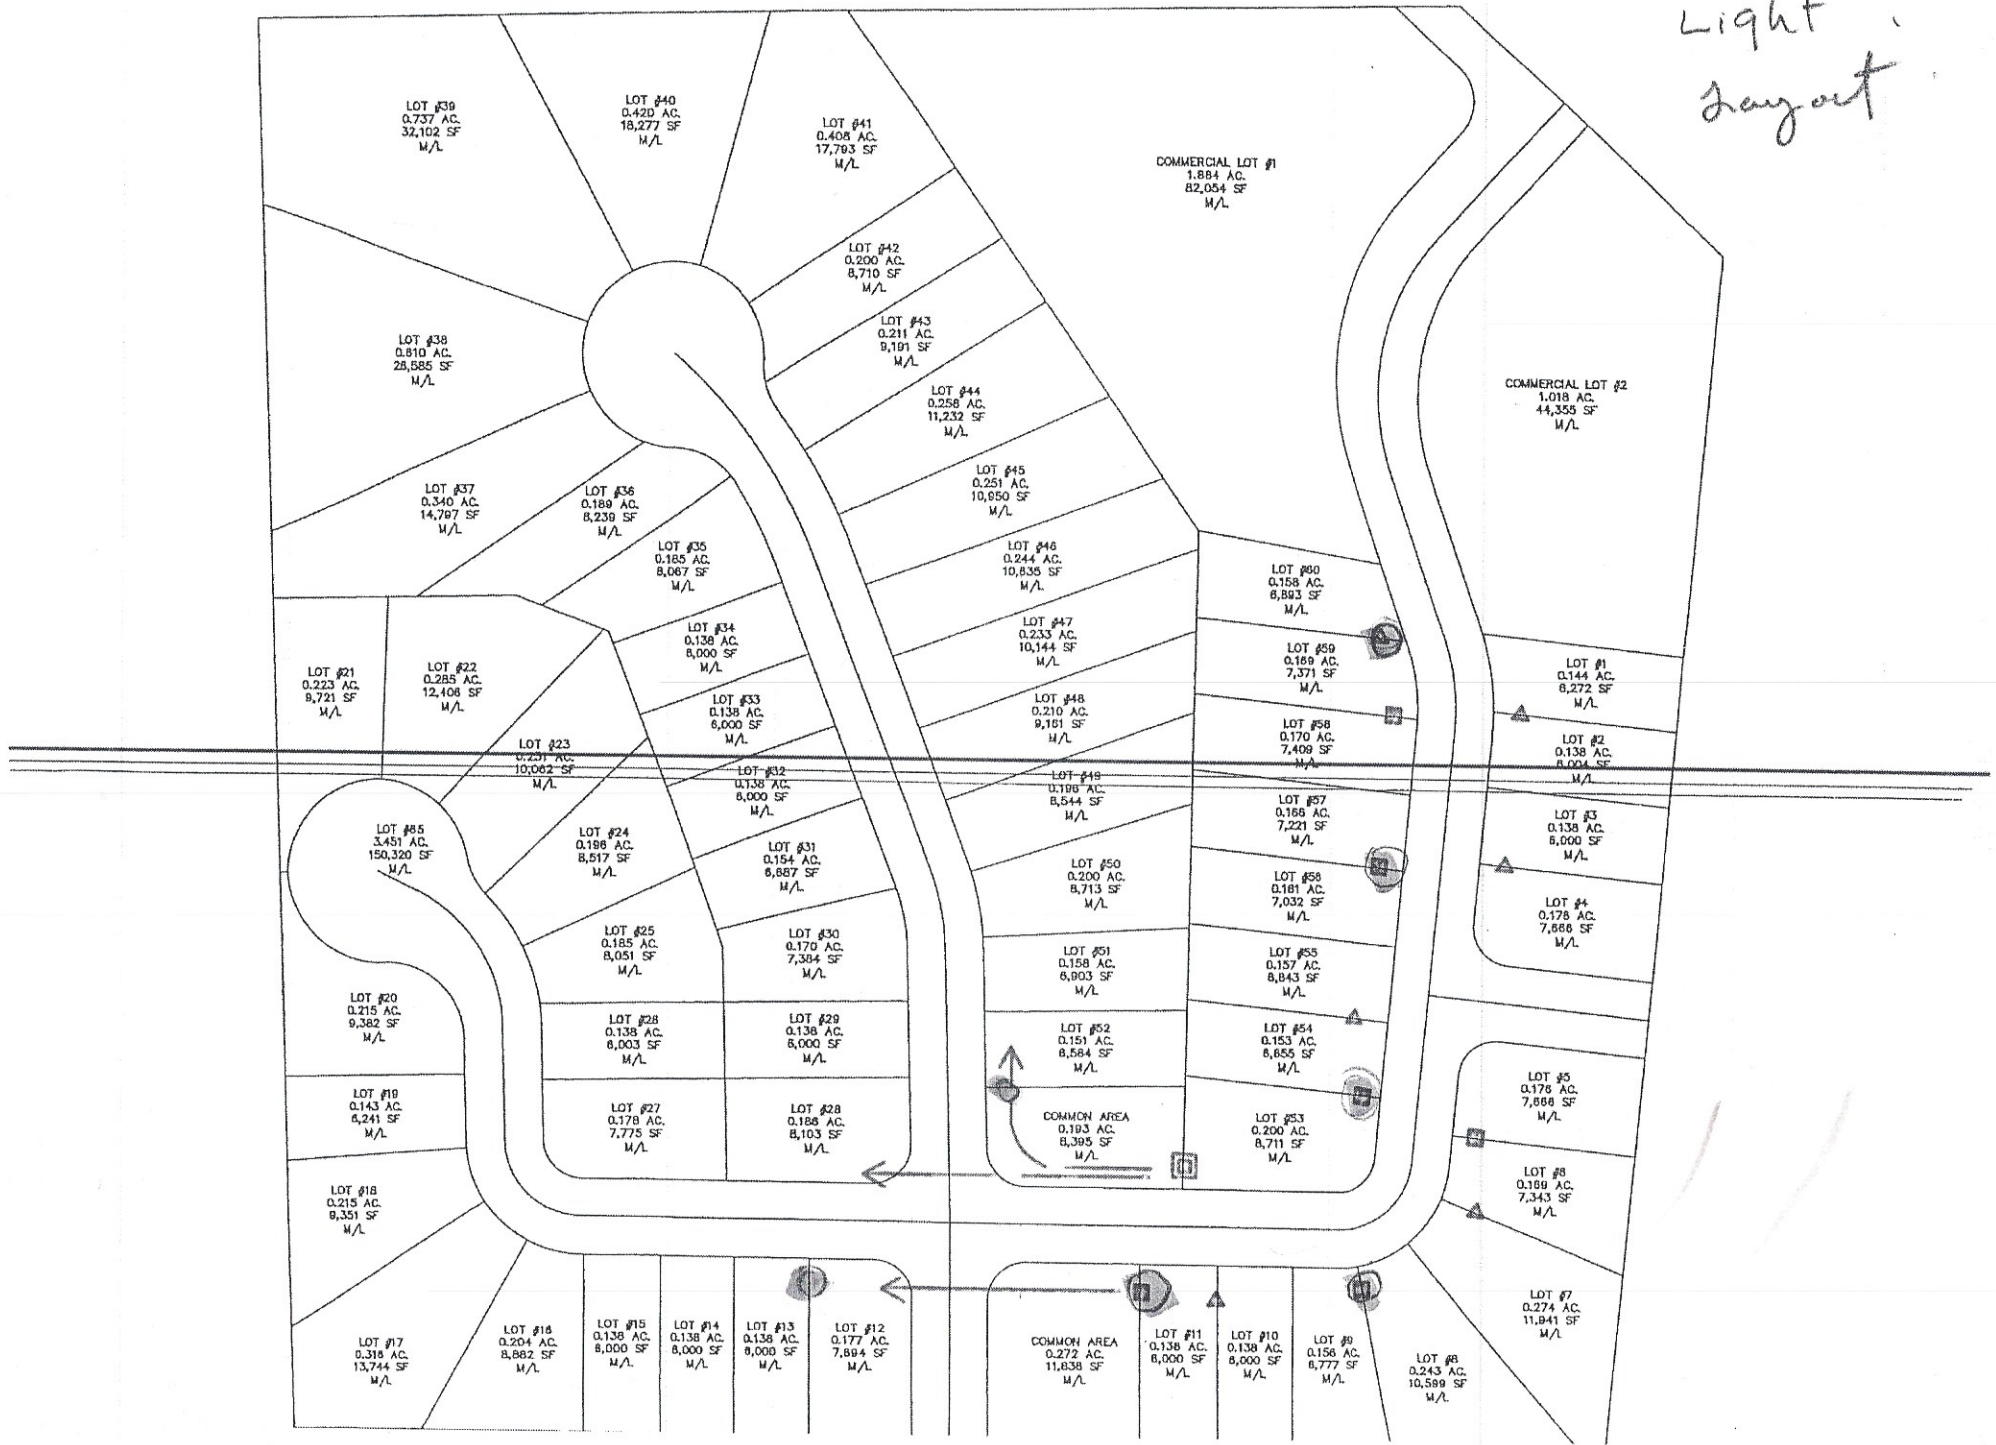 Light
Layout
LOT #39
0.737 AC.
32,102 SF
M/L
LOT #40
0.420 AC.
18,277 SF
M/L
LOT #41
0.408 AC.
17,793 SF
M/L
COMMERCIAL LOT #1
1.884 AC.
82,054 SF
M/L
LOT #42
0.200 AC.
8,710 SF
M/L
LOT #43
0.211 AC.
9,191 SF
M/L
LOT #38
0.610 AC.
26,585 SF
M/L
LOT #44
0.258 AC.
11,232 SF
M/L
COMMERCIAL LOT #2
1.018 AC.
44,355 SF
M/L
LOT #45
0.251 AC.
10,950 SF
M/L
LOT #37
0.340 AC.
14,797 SF
M/L
LOT #36
0.189 AC.
8,239 SF
M/L
LOT #35
0.185 AC.
8,067 SF
M/L
LOT #46
0.244 AC.
10,635 SF
M/L
LOT #60
0.158 AC.
6,893 SF
M/L
LOT #34
0.138 AC.
6,000 SF
M/L
LOT #47
0.233 AC.
10,144 SF
M/L
LOT #59
0.169 AC.
7,371 SF
M/L
LOT #1
0.144 AC.
6,272 SF
M/L
LOT #21
0.223 AC.
9,721 SF
M/L
LOT #22
0.285 AC.
12,406 SF
M/L
LOT #33
0.138 AC.
6,000 SF
M/L
LOT #48
0.210 AC.
9,161 SF
M/L
LOT #58
0.170 AC.
7,409 SF
M/L
LOT #2
0.138 AC.
6,004 SF
M/L
LOT #23
0.231 AC.
10,062 SF
LOT #32
0.138 AC.
6,000 SF
M/L
LOT #49
0.196 AC.
8,544 SF
M/L
LOT #57
0.166 AC.
7,221 SF
M/L
LOT #3
0.138 AC.
6,000 SF
M/L
LOT #65
3.451 AC.
150,320 SF
M/L
LOT #24
0.196 AC.
8,517 SF
M/L
LOT #31
0.154 AC.
6,687 SF
M/L
LOT #50
0.200 AC.
8,713 SF
M/L
LOT #56
0.161 AC.
7,032 SF
M/L
LOT #4
0.176 AC.
7,666 SF
M/L
LOT #25
0.185 AC.
8,051 SF
M/L
LOT #30
0.170 AC.
7,384 SF
M/L
LOT #51
0.158 AC.
6,903 SF
M/L
LOT #55
0.157 AC.
6,843 SF
M/L
LOT #20
0.215 AC.
9,382 SF
M/L
LOT #26
0.138 AC.
6,003 SF
M/L
LOT #29
0.138 AC.
6,000 SF
M/L
LOT #52
0.151 AC.
6,584 SF
M/L
LOT #54
0.153 AC.
6,655 SF
M/L
LOT #5
0.176 AC.
7,666 SF
M/L
LOT #19
0.143 AC.
6,241 SF
M/L
LOT #27
0.178 AC.
7,775 SF
M/L
LOT #28
0.186 AC.
8,103 SF
M/L
COMMON AREA
0.193 AC.
8,395 SF
M/L
LOT #53
0.200 AC.
8,711 SF
M/L
LOT #6
0.169 AC.
7,343 SF
M/L
LOT #18
0.215 AC.
9,351 SF
M/L
LOT #7
0.274 AC.
11,941 SF
M/L
LOT #17
0.316 AC.
13,744 SF
M/L
LOT #16
0.204 AC.
8,882 SF
M/L
LOT #15
0.138 AC.
6,000 SF
M/L
LOT #14
0.138 AC.
6,000 SF
M/L
LOT #13
0.138 AC.
6,000 SF
M/L
LOT #12
0.177 AC.
7,694 SF
M/L
COMMON AREA
0.272 AC.
11,838 SF
M/L
LOT #11
0.138 AC.
6,000 SF
M/L
LOT #10
0.138 AC.
6,000 SF
M/L
LOT #9
0.156 AC.
6,777 SF
M/L
LOT #8
0.243 AC.
10,599 SF
M/L